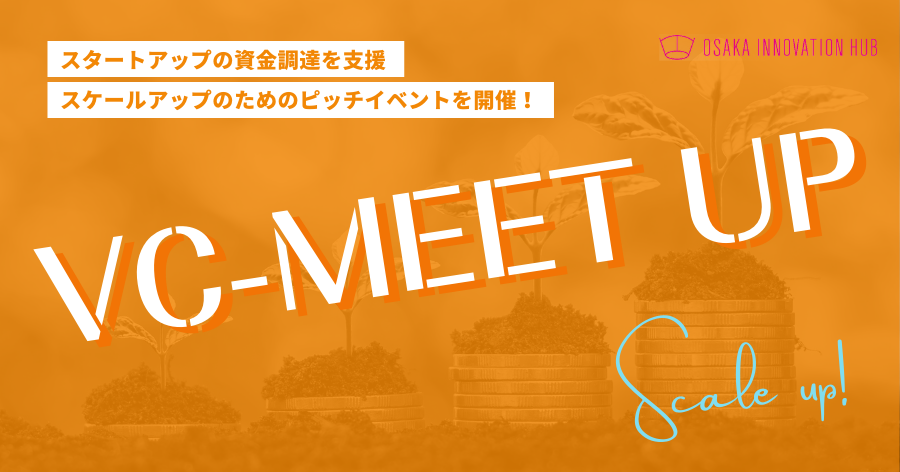 スタートアップの資金調達を支援
スケールアップのためのピッチイベントを開催！
OSAKA INNOVATION HUB
VC-MEET UP
Scale up!